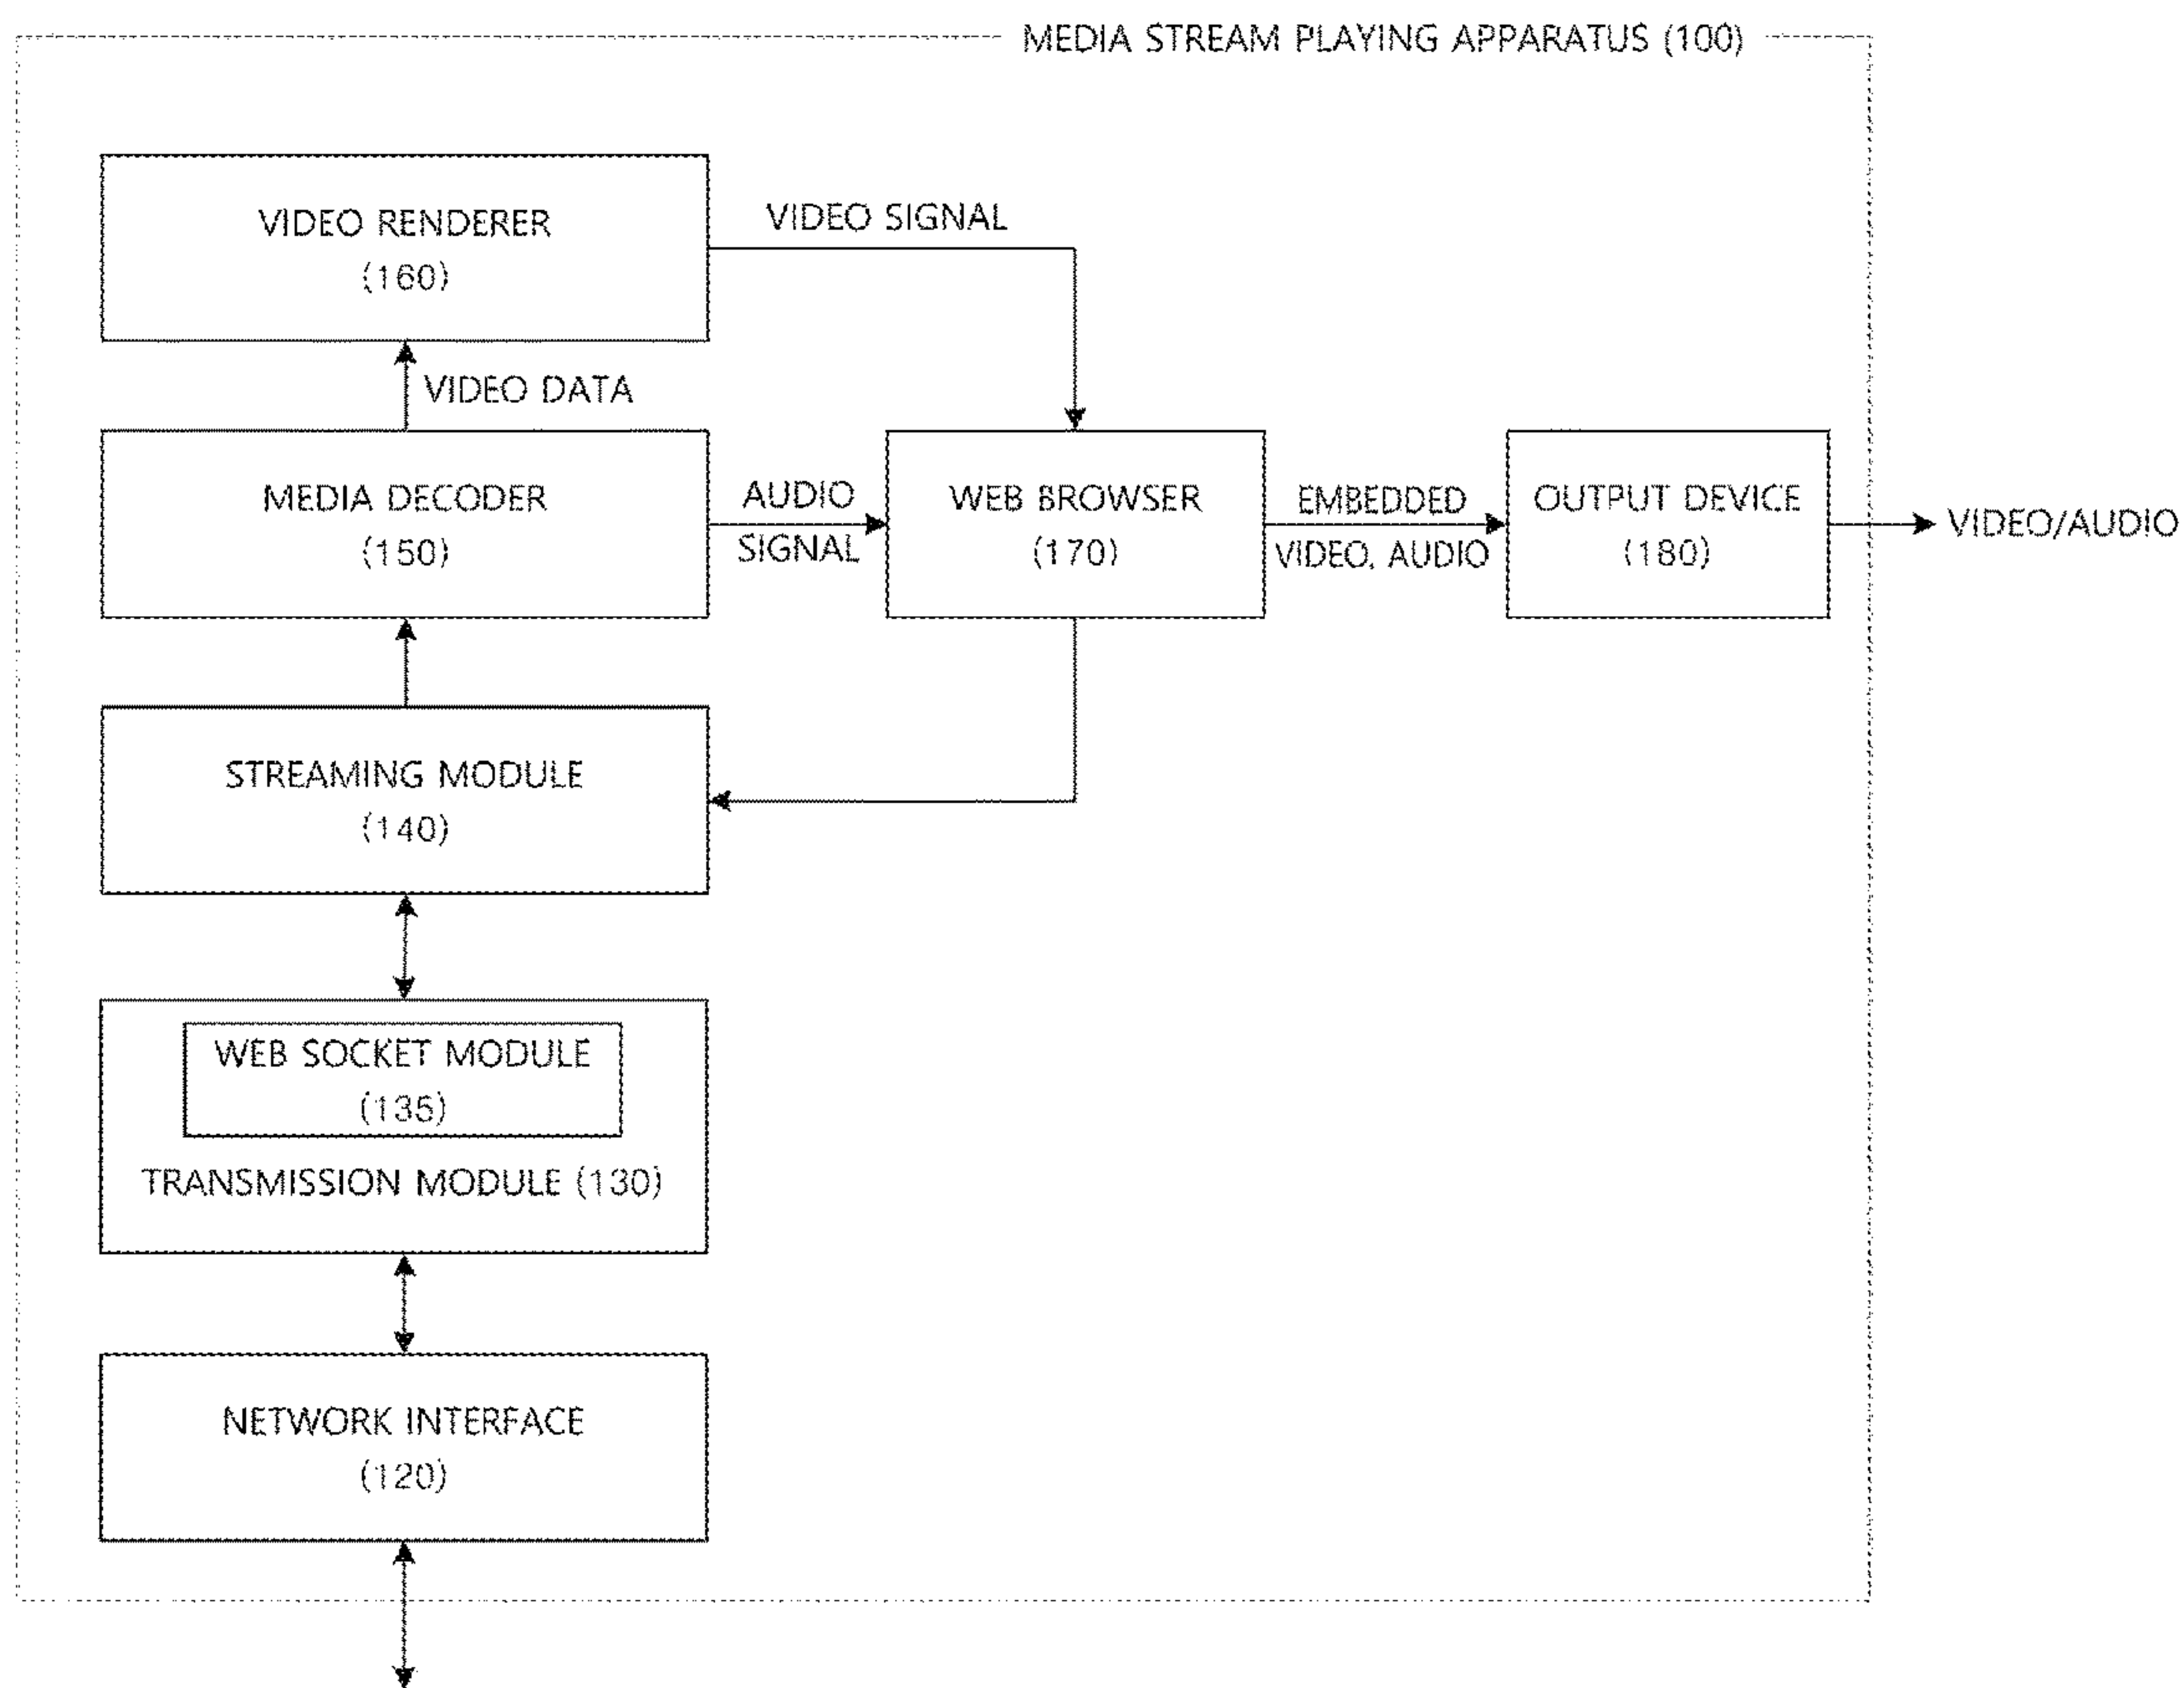 MEDIA STREAM PLAYING APPARATUS (100)
VIDEO RENDERER
(160)
VIDEO SIGNAL
VIDEO DATA
MEDIA DECODER
(150)
AUDIO
SIGNAL
WEB BROWSER
(170)
EMBEDDED
VIDEO, AUDIO
OUTPUT DEVICE
(180)
VIDEO/AUDIO
STREAMING MODULE
(140)
WEB SOCKET MODULE
(135)
TRANSMISSION MODULE (130)
NETWORK INTERFACE
(120)